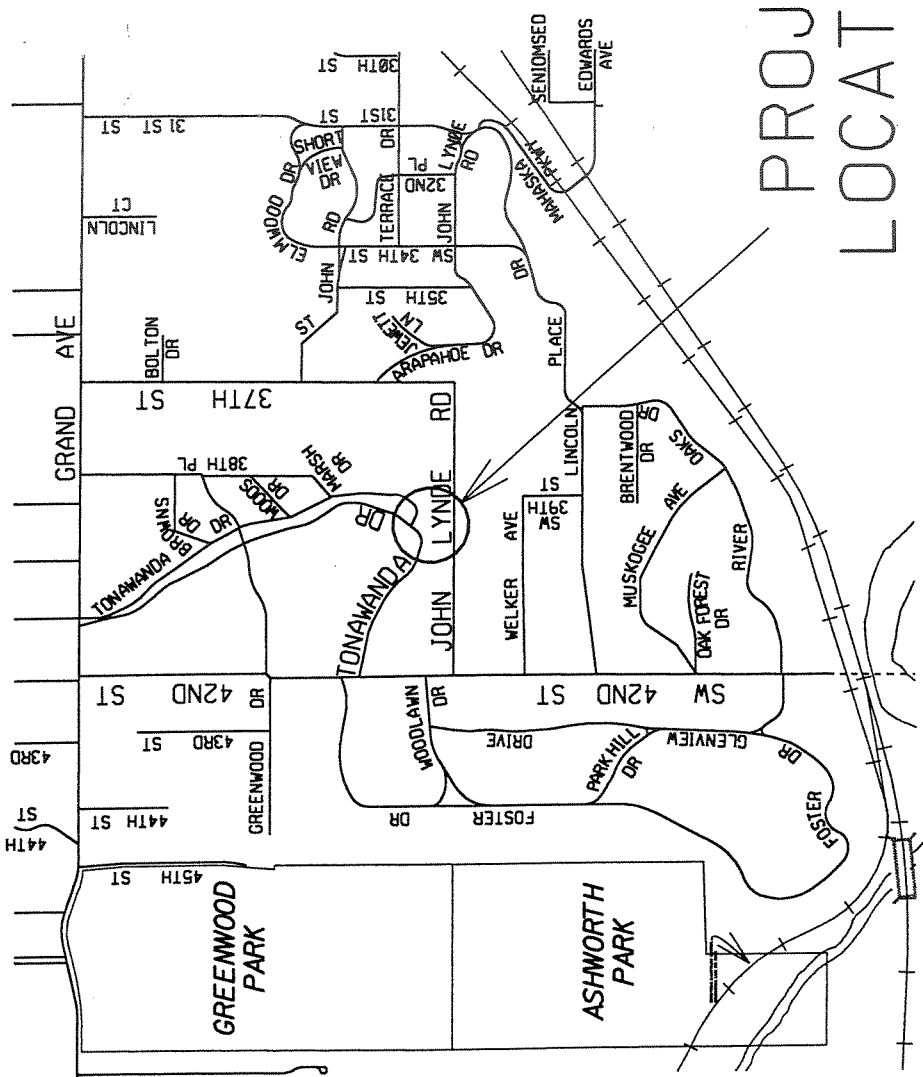 PROJ
LOCAT
GRAND AVE
31 ST ST
LINCOLN
CT
30TH ST
31ST ST
SHORT
VIEW
DR
ELMWOOD DR
TERRACE DR
32ND
PL
JOHN LYNDE
RD
SENIOMSED
EDWARDS
AVE
MAHASKA
PKWY
SW 34TH ST
35TH ST
JOHN RD
ST
JEWETT
LN
ARAPAHOE DR
BOLTON
DR
37TH ST
38TH PL
MARSH
DR
WOODS
DR
BROWNS
DR
TONAWANDA DR
TONAWANDA DR
JOHN LYNDE RD
LINCOLN PLACE DR
WELKER AVE
SW
39TH
ST
BRENTWOOD
DR
MUSKOGEE AVE
OAK FOREST
DR
RIVER OAKS DR
42ND ST
SW 42ND ST
43RD
43RD ST
GREENWOOD DR
44TH ST
44TH ST
45TH ST
WOODLAWN
DR
FOSTER DR
PARK HILL
DR
GLENVIEW DRIVE
FOSTER DR
GREENWOOD
PARK
ASHWORTH
PARK